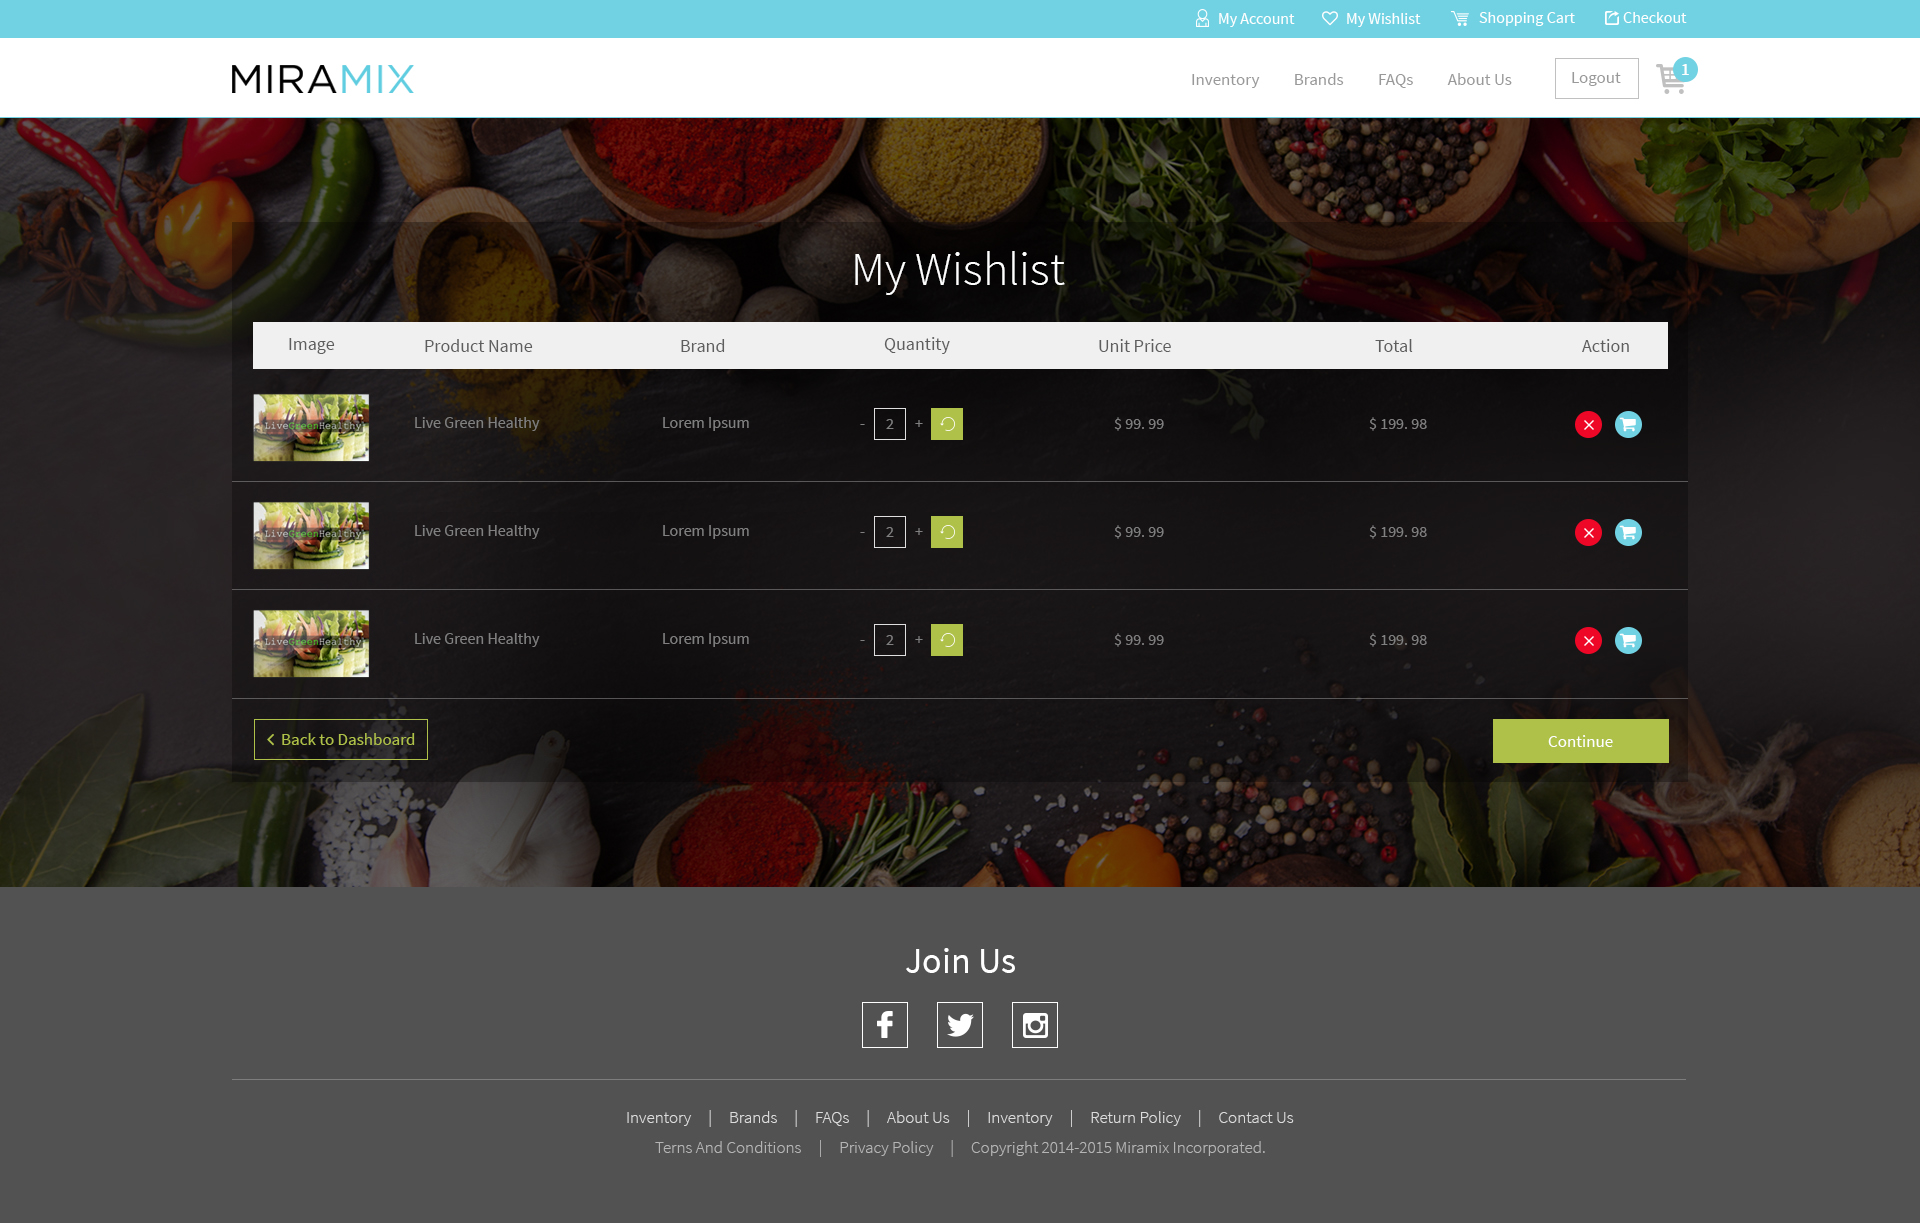 My Account My Wishlist Shopping Cart Checkout
MIRAMIX Inventory Brands FAQs About Us Logout 1
My Wishlist
Image Product Name Brand Quantity Unit Price Total Action
LiveGreenHealthy Live Green Healthy Lorem Ipsum - 2 + $ 99. 99 $ 199. 98
LiveGreenHealthy Live Green Healthy Lorem Ipsum - 2 + $ 99. 99 $ 199. 98
LiveGreenHealthy Live Green Healthy Lorem Ipsum - 2 + $ 99. 99 $ 199. 98
< Back to Dashboard Continue
Join Us
Inventory | Brands | FAQs | About Us | Inventory | Return Policy | Contact Us
Terns And Conditions | Privacy Policy | Copyright 2014-2015 Miramix Incorporated.